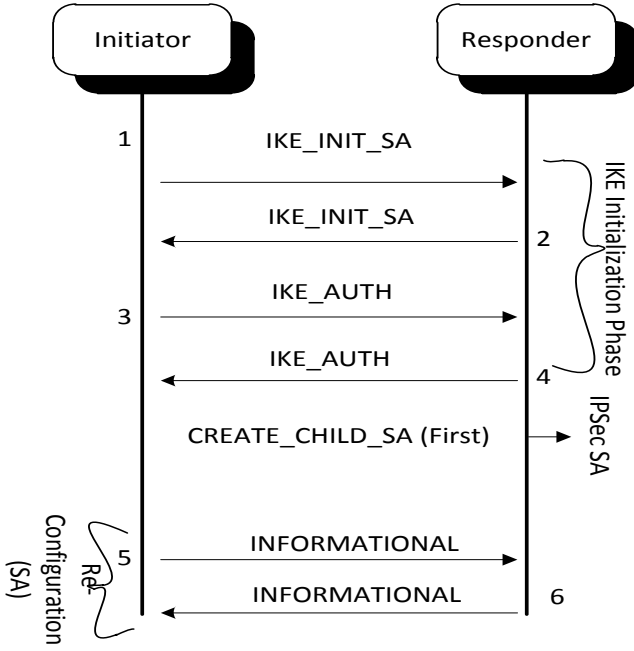 Initiator
Responder
1
IKE_INIT_SA
IKE_INIT_SA
2
IKE Initialization Phase
IKE_AUTH
3
IKE_AUTH
4
CREATE_CHILD_SA (First)
IPSec SA
5
INFORMATIONAL
INFORMATIONAL
6
Re-
Configuration
(SA)